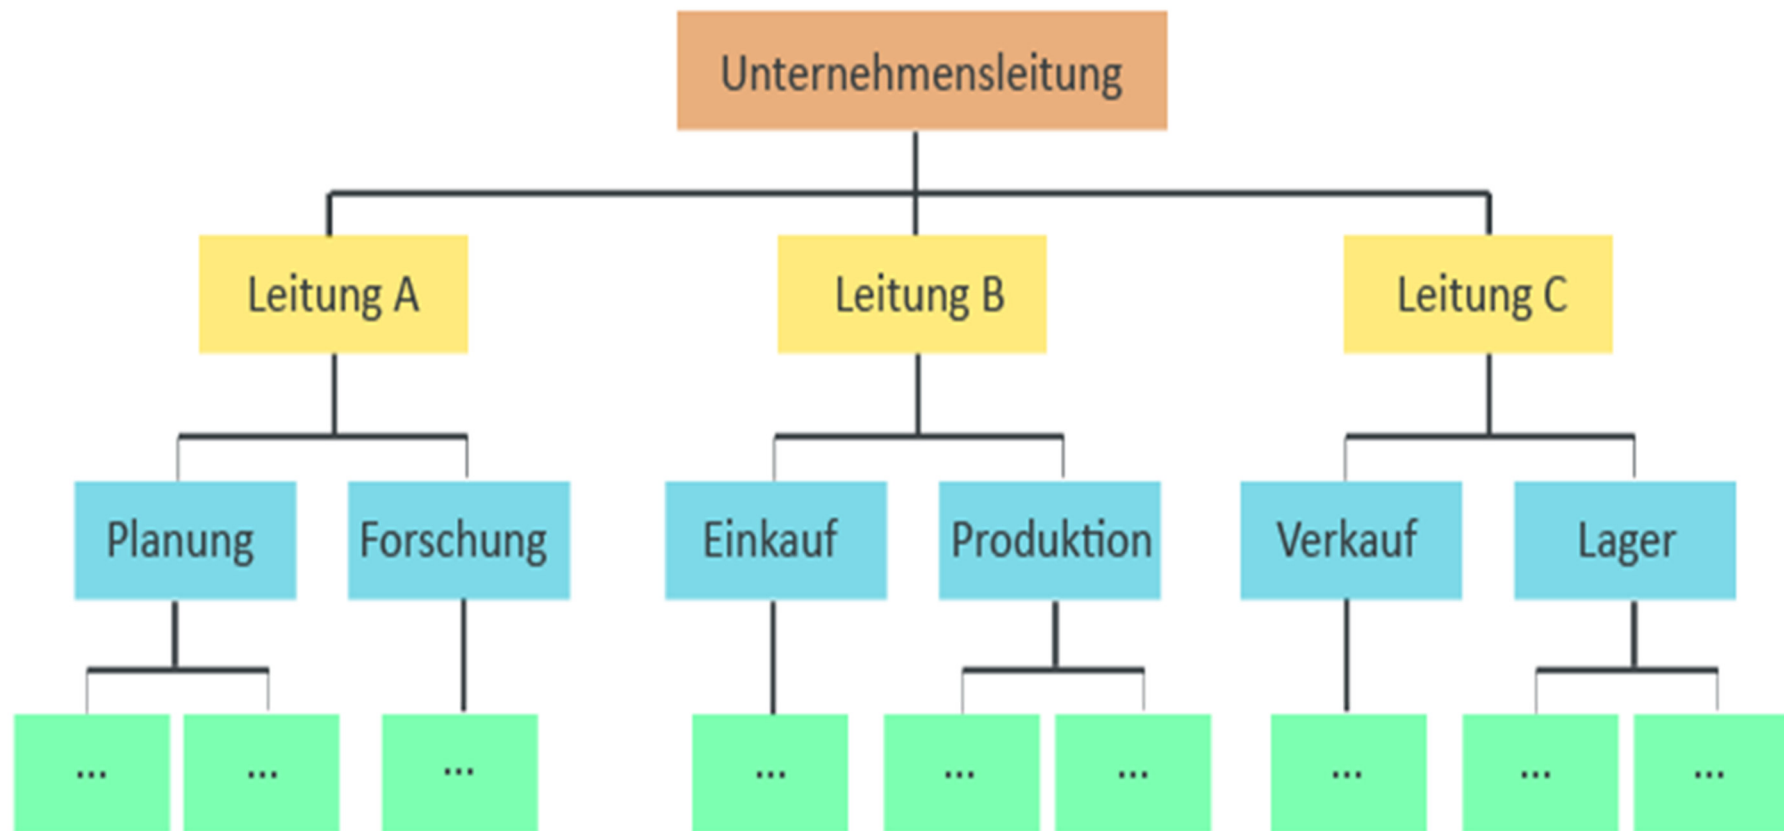 Unternehmensleitung
Leitung A
Leitung B
Leitung C
Planung
Forschung
Einkauf
Produktion
Verkauf
Lager
...
...
...
...
...
...
...
...
...